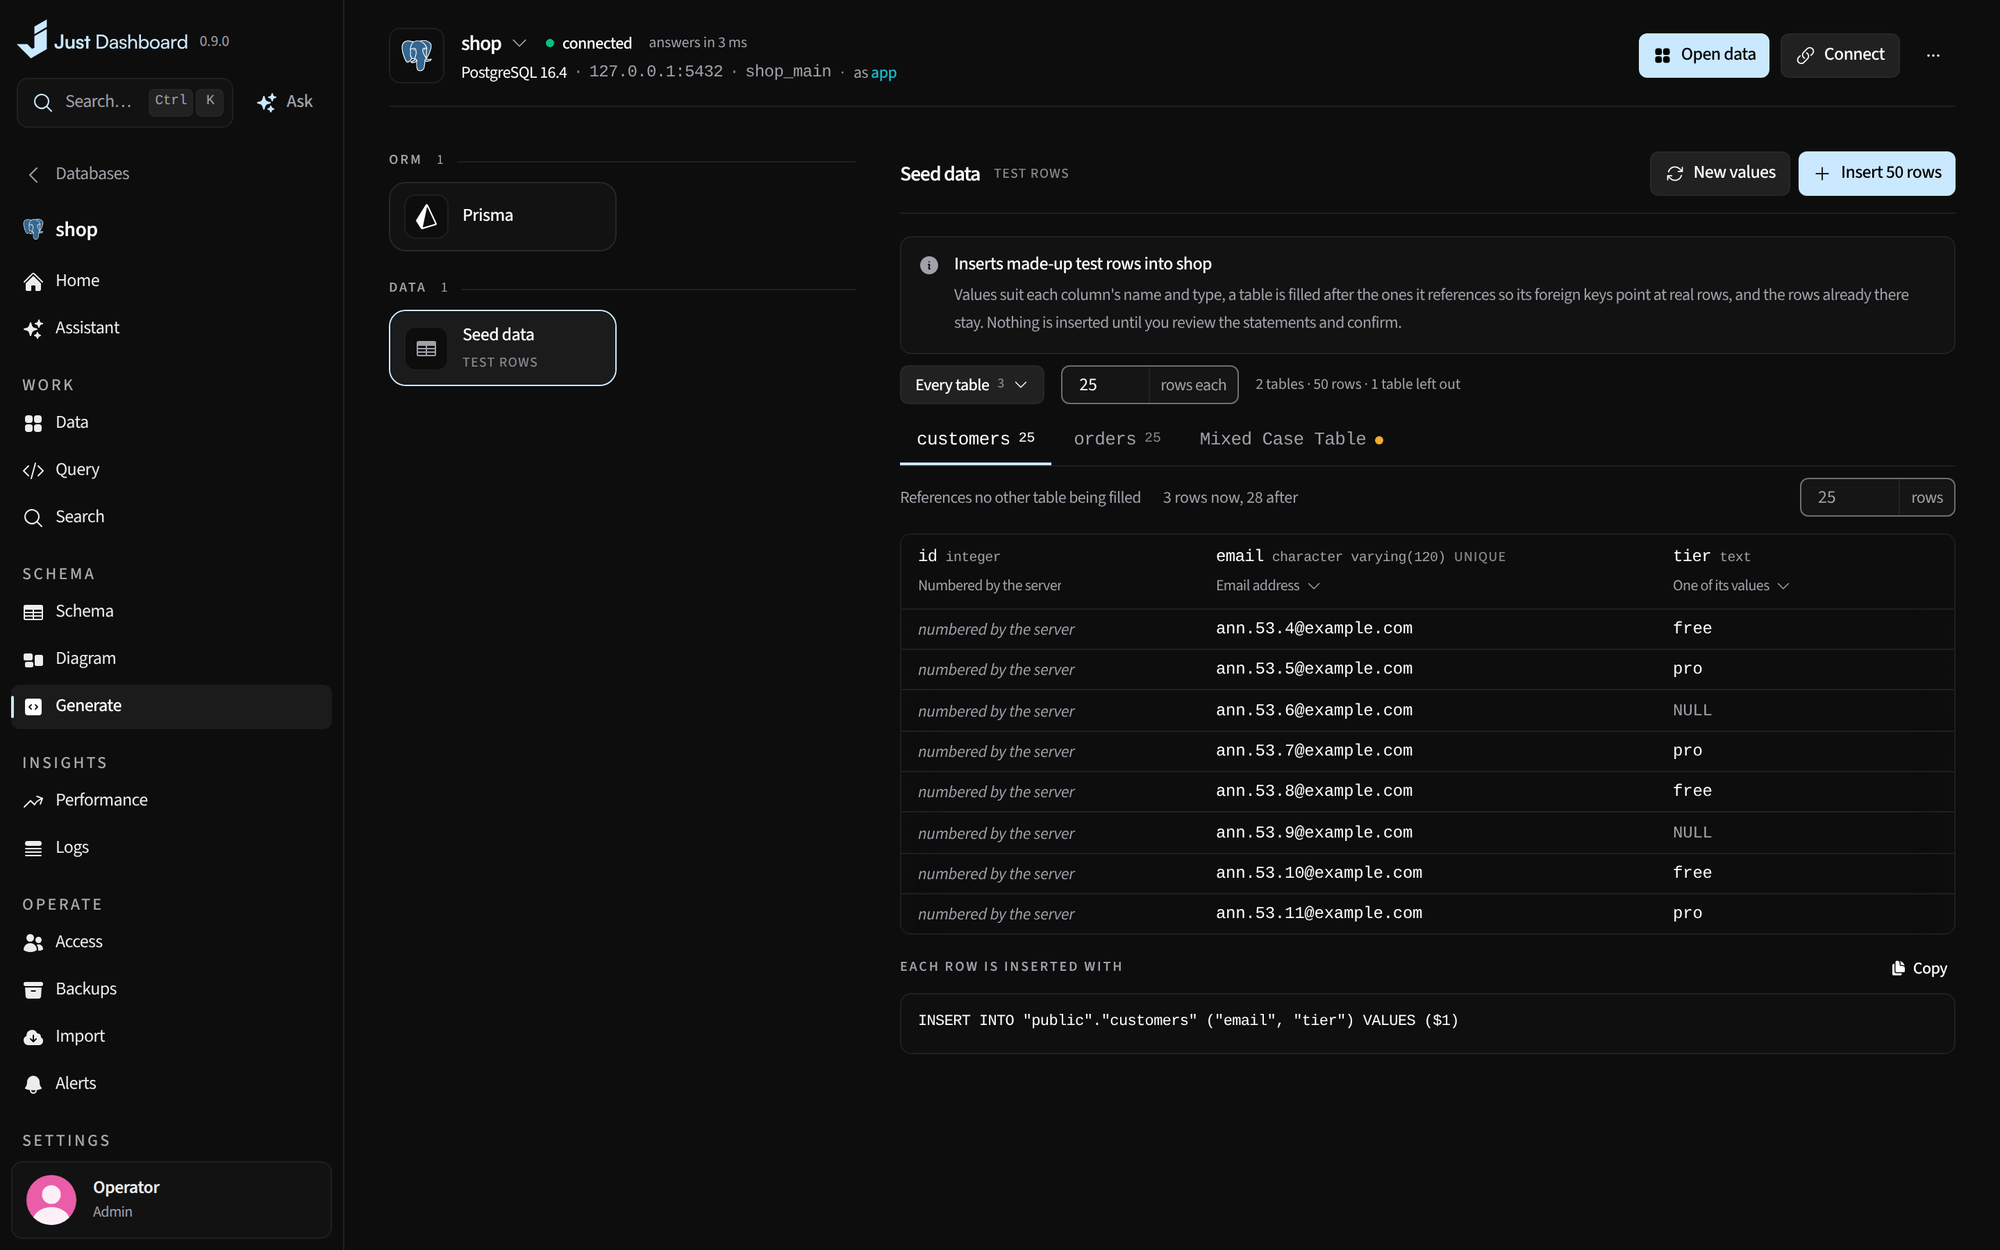 Just Dashboard 0.9.0
Search... Ctrl K
Ask
Databases
shop
Home
Assistant
WORK
Data
Query
Search
SCHEMA
Schema
Diagram
Generate
INSIGHTS
Performance
Logs
OPERATE
Access
Backups
Import
Alerts
SETTINGS
Operator
Admin
shop connected answers in 3 ms
PostgreSQL 16.4 · 127.0.0.1:5432 · shop_main · as app
Open data
Connect
...
ORM 1
Prisma
DATA 1
Seed data
TEST ROWS
Seed data TEST ROWS
New values
Insert 50 rows
Inserts made-up test rows into shop
Values suit each column's name and type, a table is filled after the ones it references so its foreign keys point at real rows, and the rows already there
stay. Nothing is inserted until you review the statements and confirm.
Every table 3
25 rows each
2 tables · 50 rows · 1 table left out
customers 25 orders 25 Mixed Case Table
References no other table being filled 3 rows now, 28 after
25 rows
id integer email character varying(120) UNIQUE tier text
Numbered by the server Email address One of its values
numbered by the server ann.53.4@example.com free
numbered by the server ann.53.5@example.com pro
numbered by the server ann.53.6@example.com NULL
numbered by the server ann.53.7@example.com pro
numbered by the server ann.53.8@example.com free
numbered by the server ann.53.9@example.com NULL
numbered by the server ann.53.10@example.com free
numbered by the server ann.53.11@example.com pro
EACH ROW IS INSERTED WITH
Copy
INSERT INTO "public"."customers" ("email", "tier") VALUES ($1)